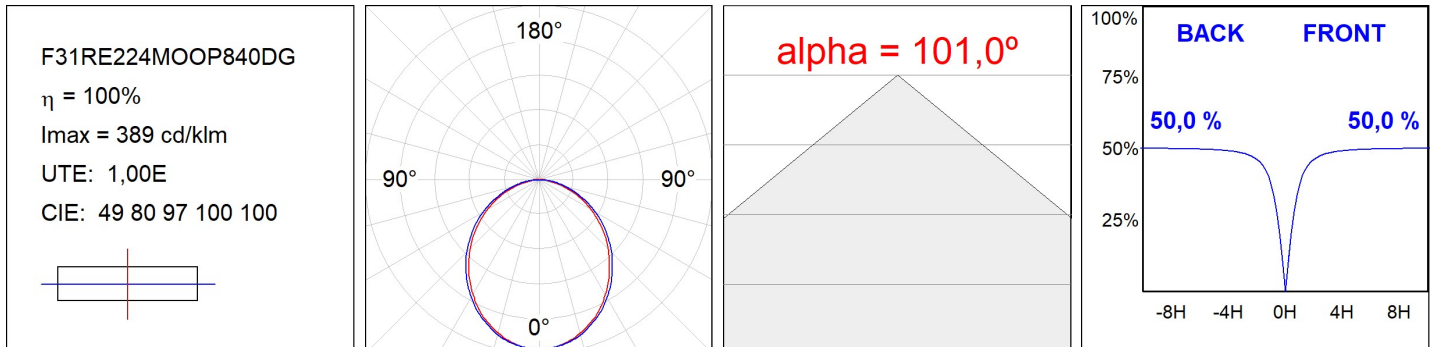 F31RE224MOOP840DG
η = 100%
Imax = 389 cd/klm
UTE: 1,00E
CIE: 49 80 97 100 100
180°
90° 90°
0°
alpha = 101,0º
100%
BACK FRONT
75%
50,0 % 50,0 %
50%
25%
-8H -4H 0H 4H 8H